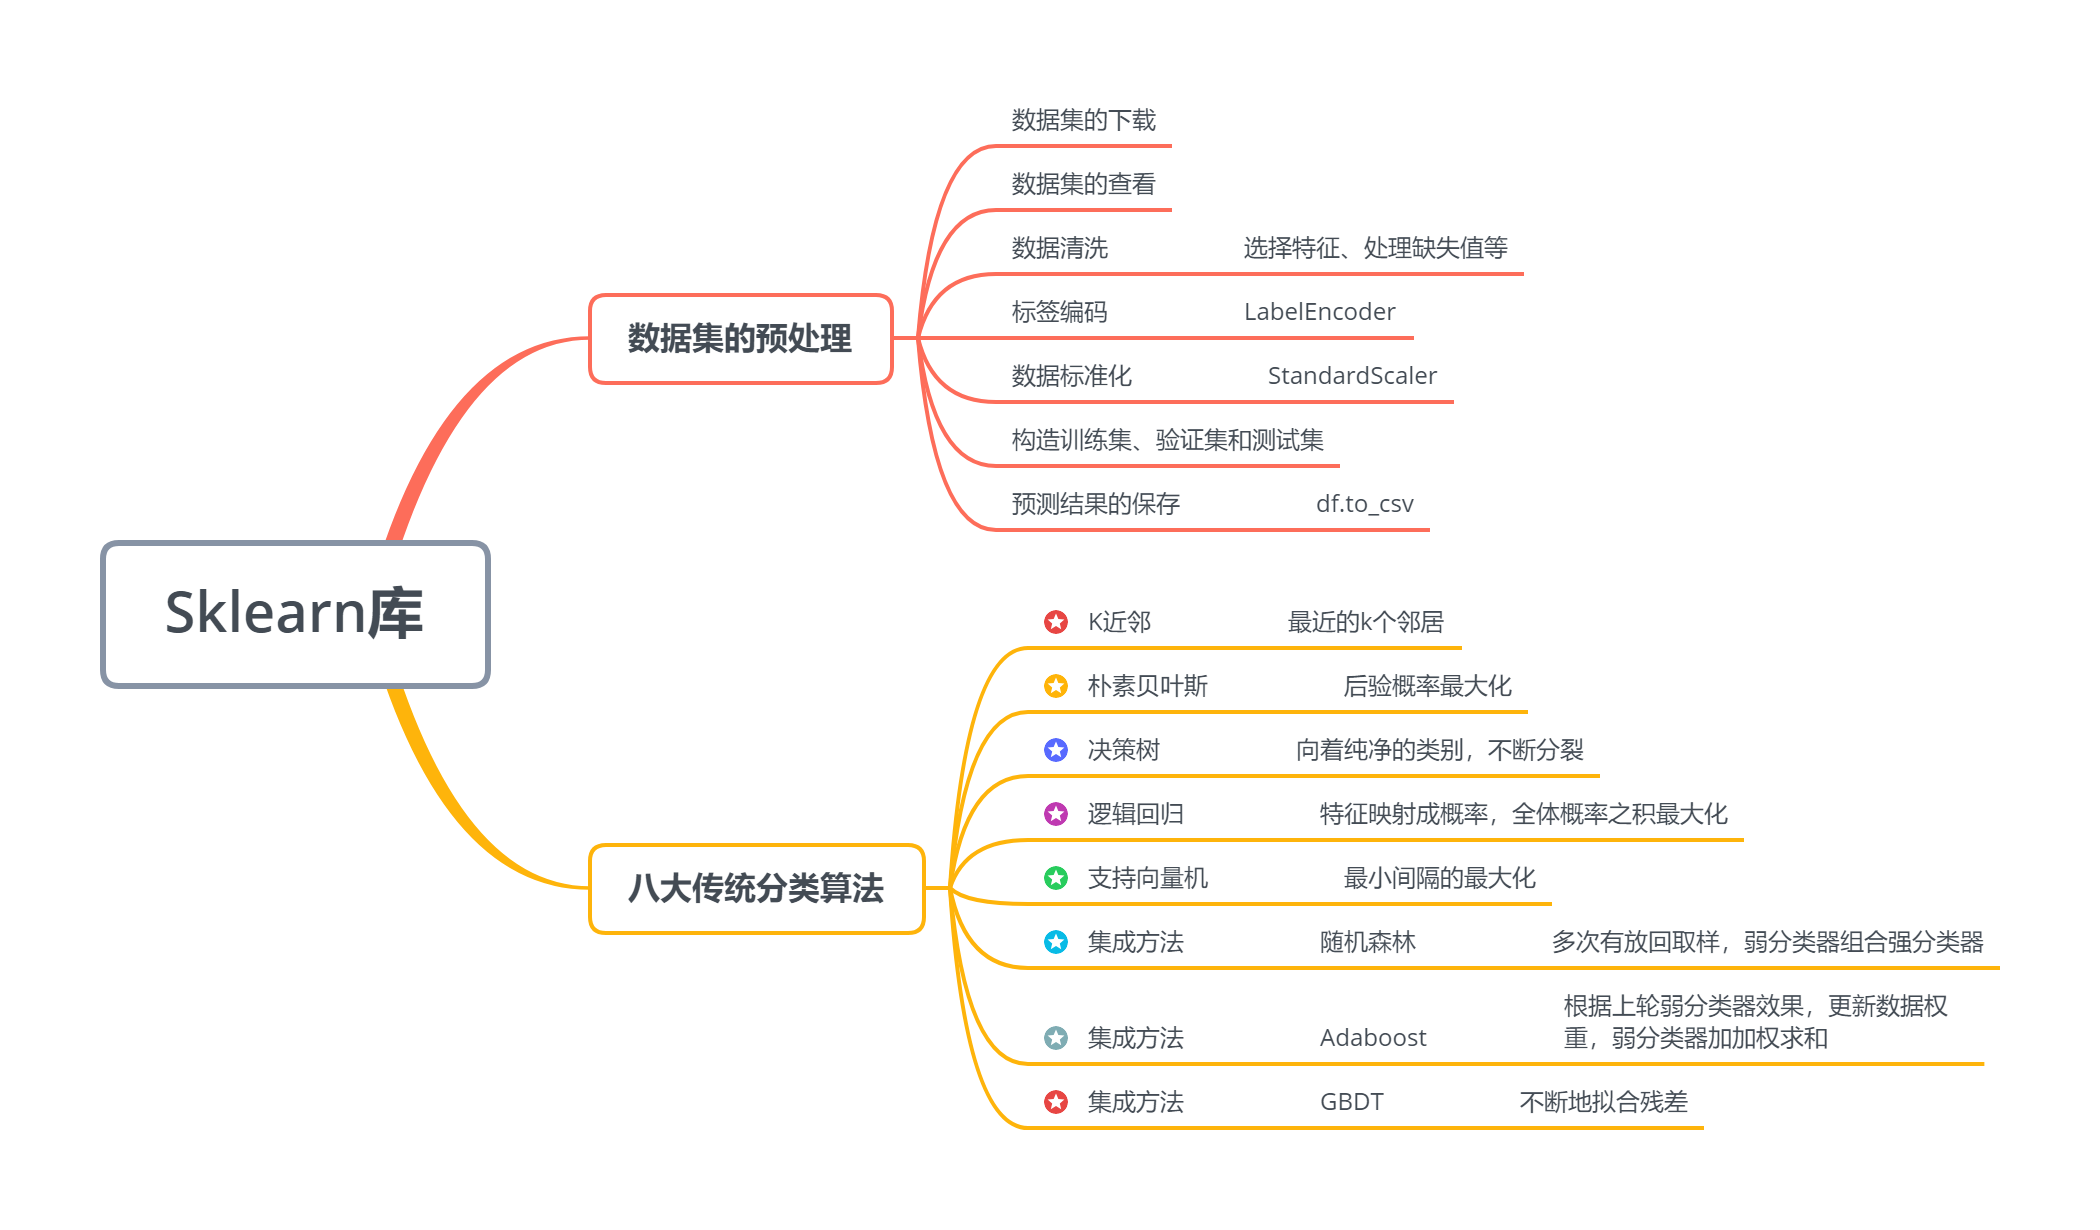 Sklearn库
数据集的预处理
数据集的下载
数据集的查看
数据清洗 选择特征、处理缺失值等
标签编码 LabelEncoder
数据标准化 StandardScaler
构造训练集、验证集和测试集
预测结果的保存 df.to_csv
八大传统分类算法
K近邻 最近的k个邻居
朴素贝叶斯 后验概率最大化
决策树 向着纯净的类别，不断分裂
逻辑回归 特征映射成概率，全体概率之积最大化
支持向量机 最小间隔的最大化
集成方法 随机森林 多次有放回取样，弱分类器组合强分类器
集成方法 Adaboost 根据上轮弱分类器效果，更新数据权
重，弱分类器加加权求和
集成方法 GBDT 不断地拟合残差